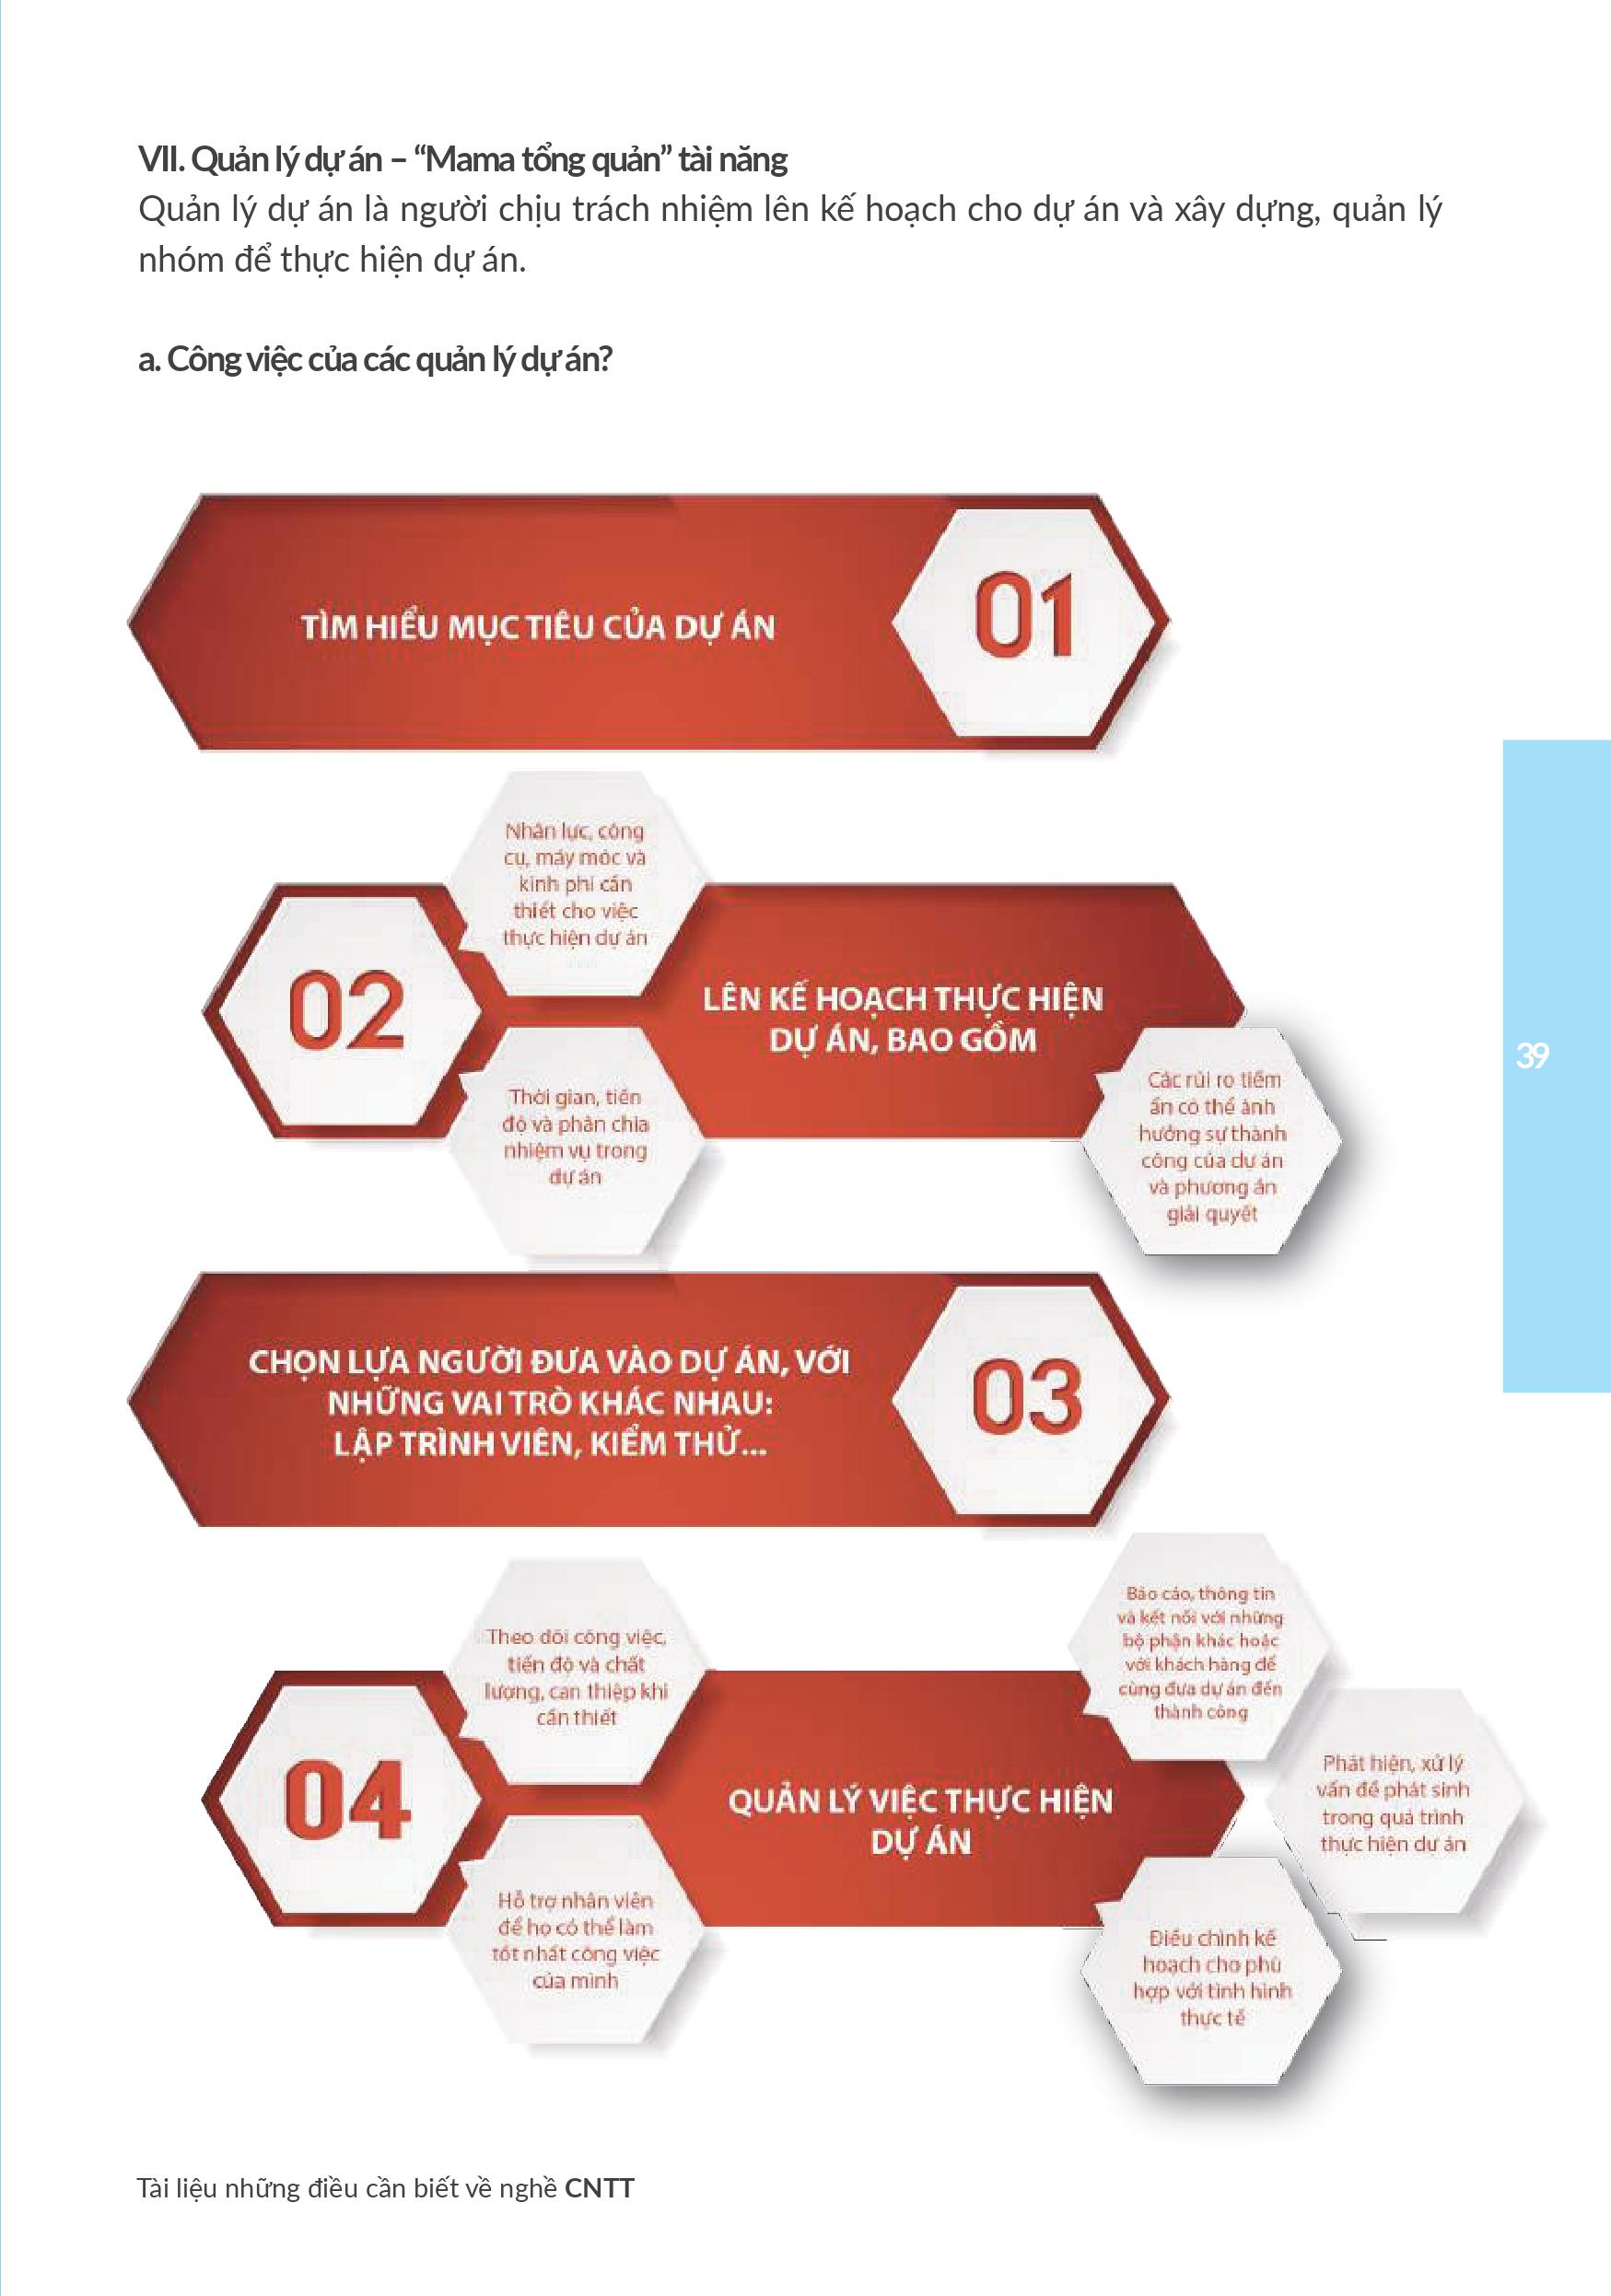 VII. Quản lý dự án – “Mama tổng quản” tài năng
Quản lý dự án là người chịu trách nhiệm lên kế hoạch cho dự án và xây dựng, quản lý
nhóm để thực hiện dự án.
a. Công việc của các quản lý dự án?
TÌM HIỂU MỤC TIÊU CỦA DỰ ÁN
01
Nhân lực, công
cụ, máy móc và
kinh phí cần
thiết cho việc
thực hiện dự án
02
LÊN KẾ HOẠCH THỰC HIỆN
DỰ ÁN, BAO GỒM
Thời gian, tiến
độ và phân chia
nhiệm vụ trong
dự án
Các rủi ro tiềm
ẩn có thể ảnh
hưởng sự thành
công của dự án
và phương án
giải quyết
39
CHỌN LỰA NGƯỜI ĐƯA VÀO DỰ ÁN, VỚI
NHỮNG VAI TRÒ KHÁC NHAU:
LẬP TRÌNH VIÊN, KIỂM THỬ...
03
Theo dõi công việc,
tiến độ và chất
lượng, can thiệp khi
cần thiết
Báo cáo, thông tin
và kết nối với những
bộ phận khác hoặc
với khách hàng để
cùng đưa dự án đến
thành công
04
QUẢN LÝ VIỆC THỰC HIỆN
DỰ ÁN
Phát hiện, xử lý
vấn đề phát sinh
trong quá trình
thực hiện dự án
Hỗ trợ nhân viên
để họ có thể làm
tốt nhất công việc
của mình
Điều chỉnh kế
hoạch cho phù
hợp với tình hình
thực tế
Tài liệu những điều cần biết về nghề CNTT